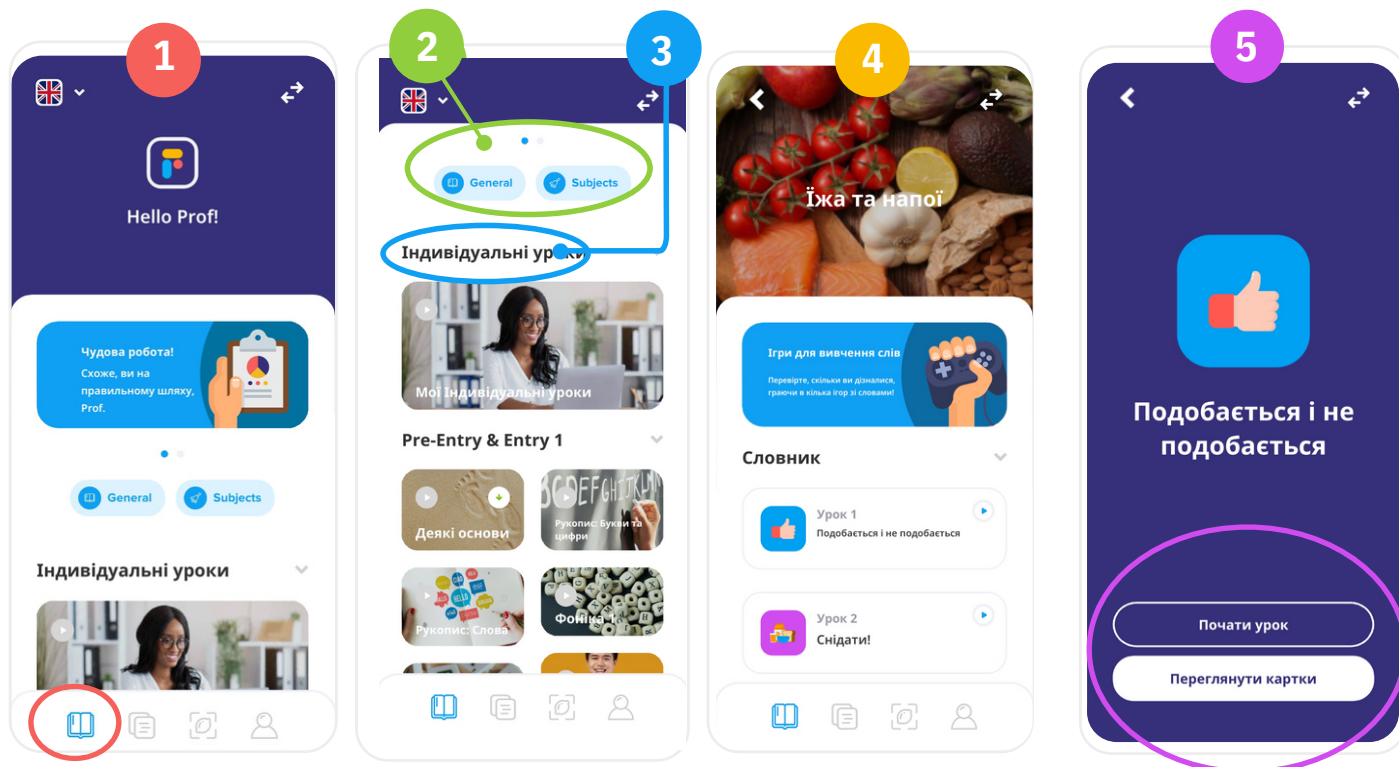 1
Hello Prof!
Чудова робота!
Схоже, ви на
правильному шляху,
Prof.
General
Subjects
Індивідуальні уроки
2
3
General
Subjects
Індивідуальні уроки
Мої Індивідуальні уроки
Pre-Entry & Entry 1
Деякі основи
Рукопис: Букви та
цифри
Рукопис: Слова
Фоніка 1
4
Їжа та напої
Ігри для вивчення слів
Перевірте, скільки ви дізналися,
граючи в кілька ігор зі словами!
Словник
Урок 1
Подобається і не подобається
Урок 2
Снідати!
5
Подобається і не
подобається
Почати урок
Переглянути картки